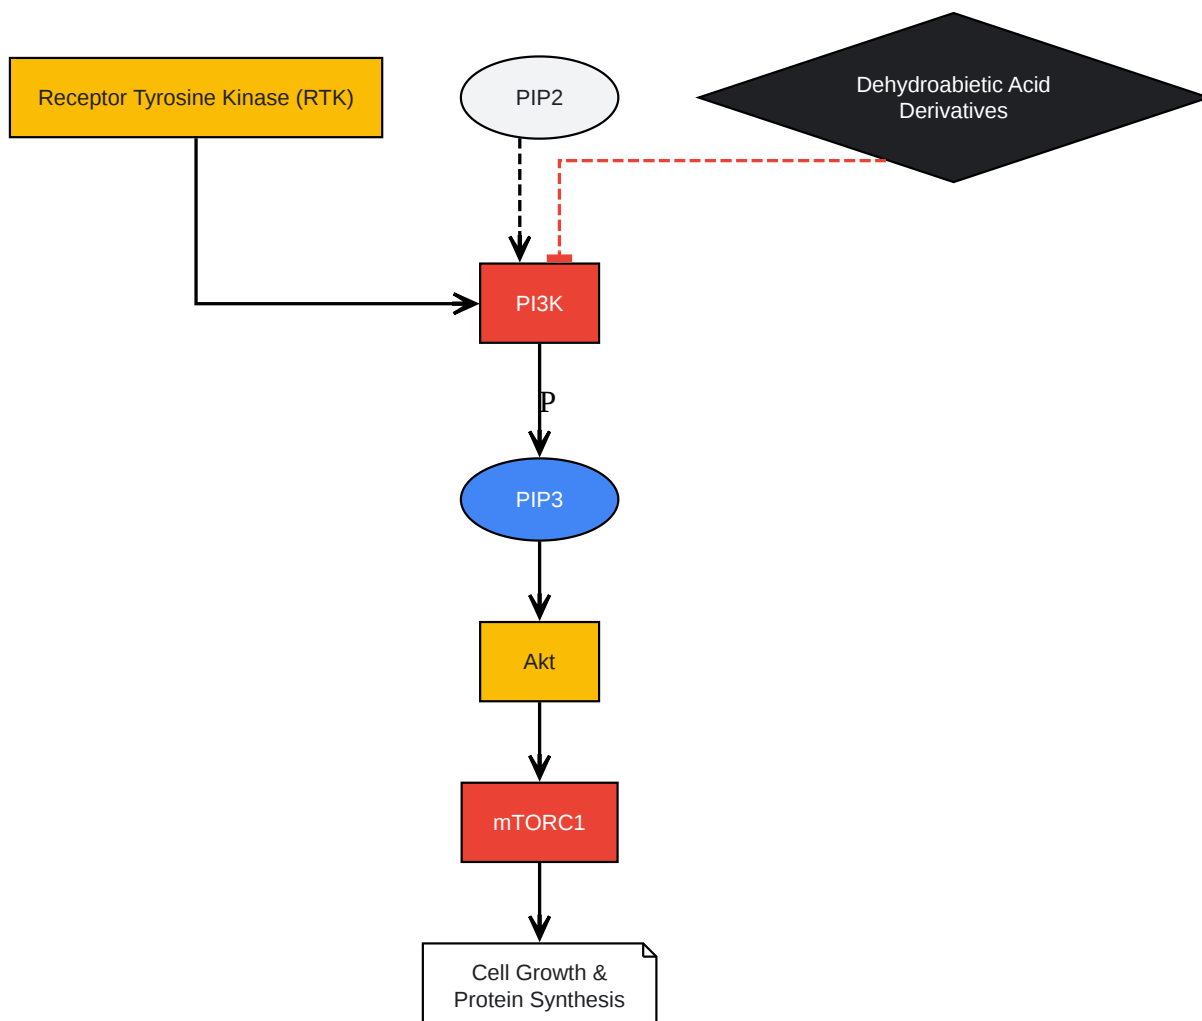 Receptor Tyrosine Kinase (RTK)
PIP2
Dehydroabietic Acid
Derivatives
PI3K
P
PIP3
Akt
mTORC1
Cell Growth &
Protein Synthesis